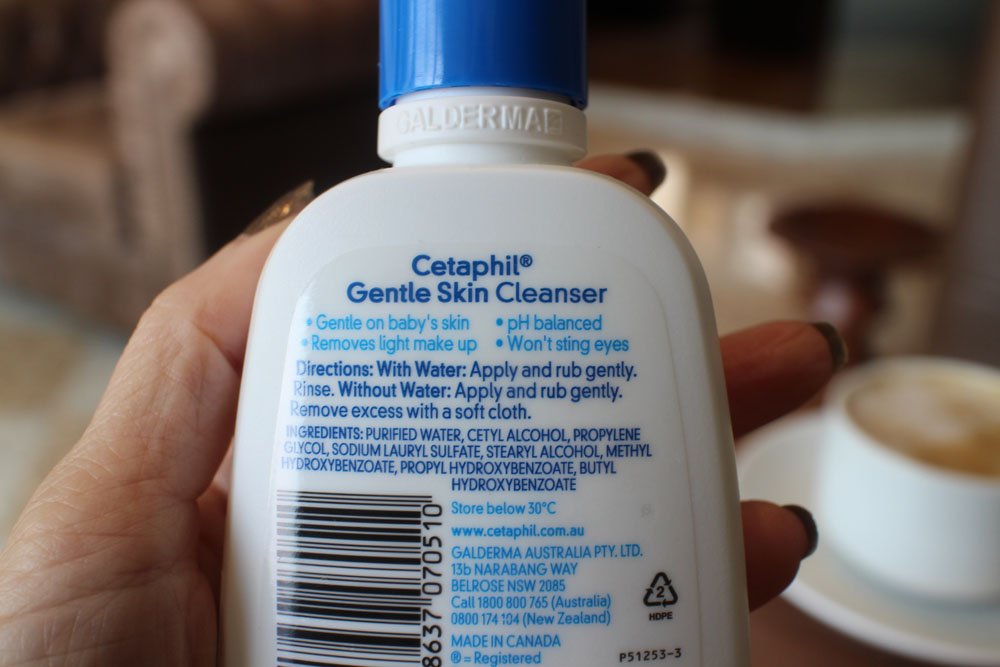 GALDERMA
Cetaphil®
Gentle Skin Cleanser
• Gentle on baby's skin • pH balanced
• Removes light make up • Won't sting eyes
Directions: With Water: Apply and rub gently.
Rinse. Without Water: Apply and rub gently.
Remove excess with a soft cloth.
INGREDIENTS: PURIFIED WATER, CETYL ALCOHOL, PROPYLENE
GLYCOL, SODIUM LAURYL SULFATE, STEARYL ALCOHOL, METHYL
HYDROXYBENZOATE, PROPYL HYDROXYBENZOATE, BUTYL
HYDROXYBENZOATE
Store below 30°C
www.cetaphil.com.au
GALDERMA AUSTRALIA PTY. LTD.
13b NARABANG WAY
BELROSE NSW 2085
Call 1800 800 765 (Australia)
0800 174 104 (New Zealand)
MADE IN CANADA
® = Registered
8637 070510
2
HDPE
P51253-3